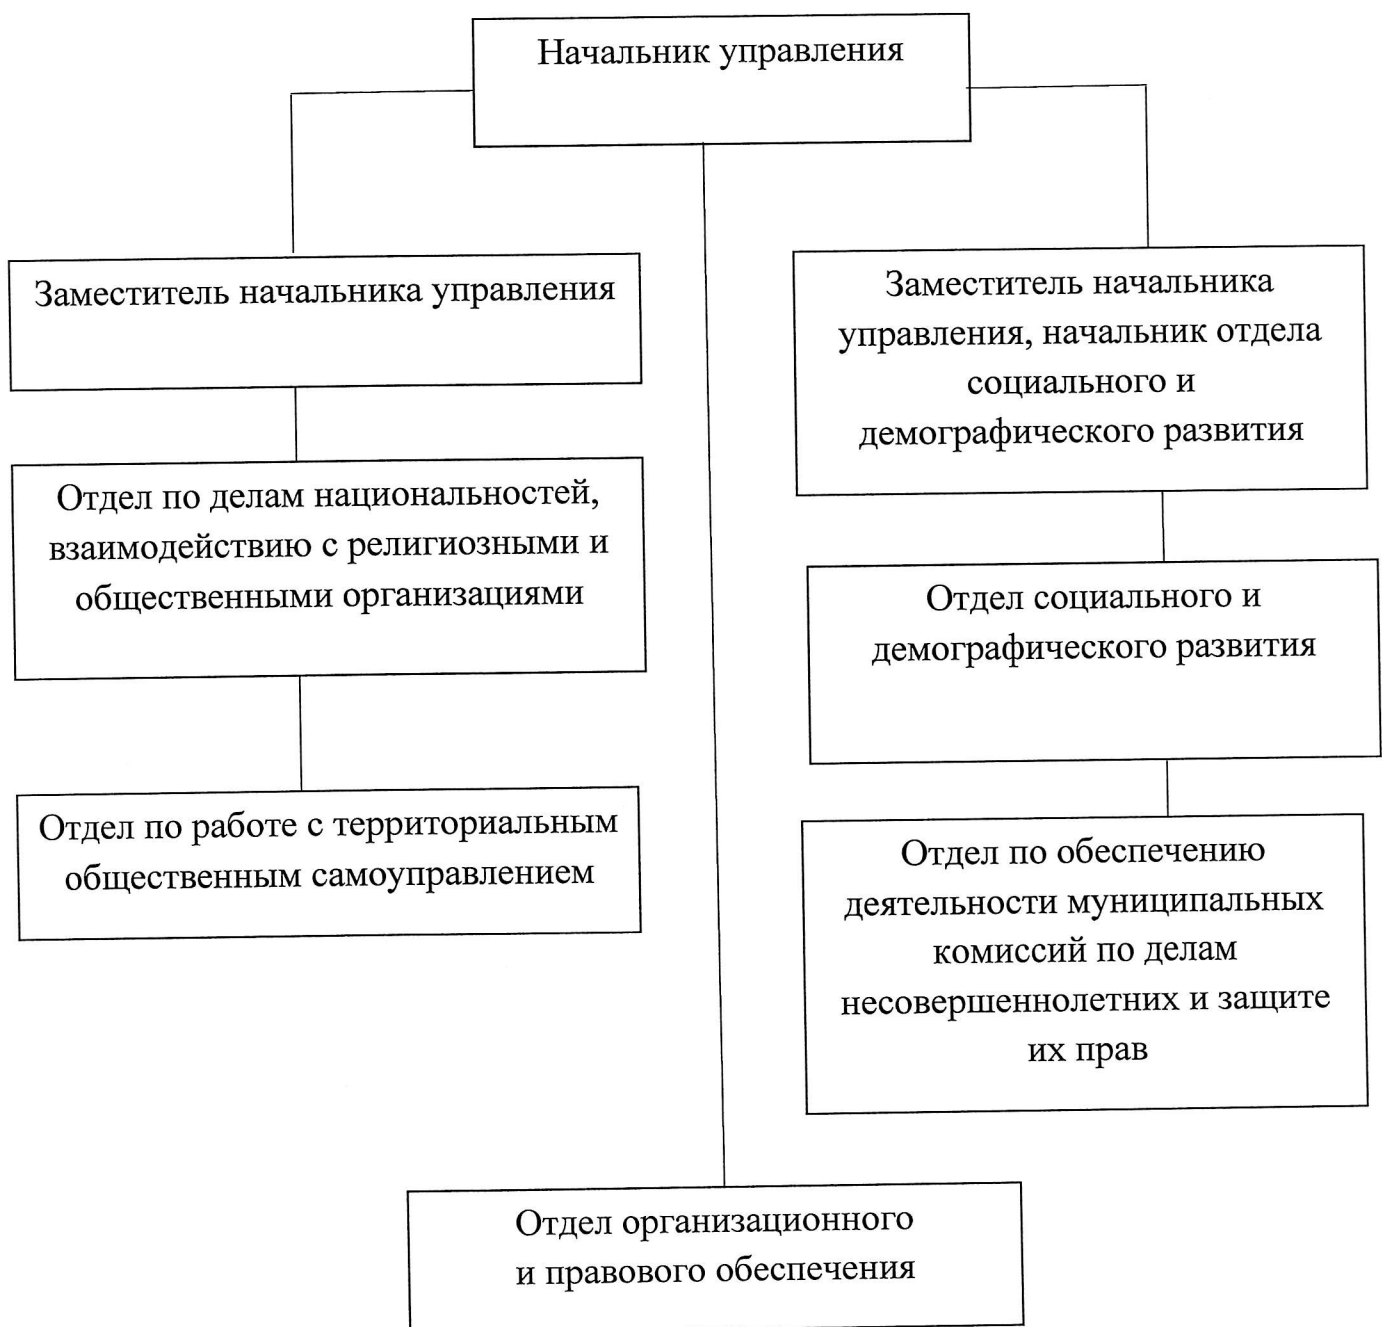 Начальник управления
Заместитель начальника управления
Отдел по делам национальностей,
взаимодействию с религиозными и
общественными организациями
Отдел по работе с территориальным
общественным самоуправлением
Заместитель начальника
управления, начальник отдела
социального и
демографического развития
Отдел социального и
демографического развития
Отдел по обеспечению
деятельности муниципальных
комиссий по делам
несовершеннолетних и защите
их прав
Отдел организационного
и правового обеспечения